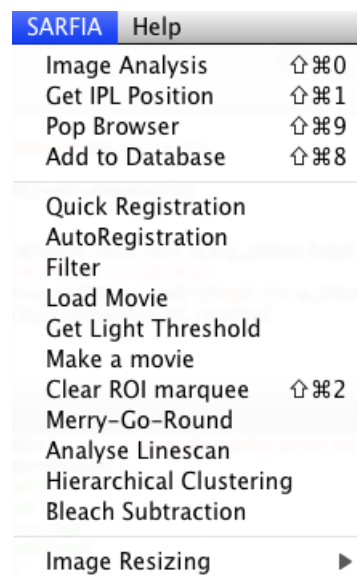 SARFIA Help
Image Analysis ⇧⌘0
Get IPL Position ⇧⌘1
Pop Browser ⇧⌘9
Add to Database ⇧⌘8
Quick Registration
AutoRegistration
Filter
Load Movie
Get Light Threshold
Make a movie
Clear ROI marquee ⇧⌘2
Merry-Go-Round
Analyse Linescan
Hierarchical Clustering
Bleach Subtraction
Image Resizing ▶